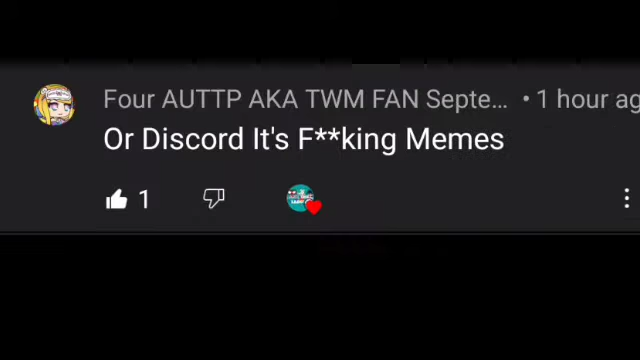 Four AUTTP AKA TWM FAN Septe... • 1 hour ag
Or Discord It's F**king Memes
1